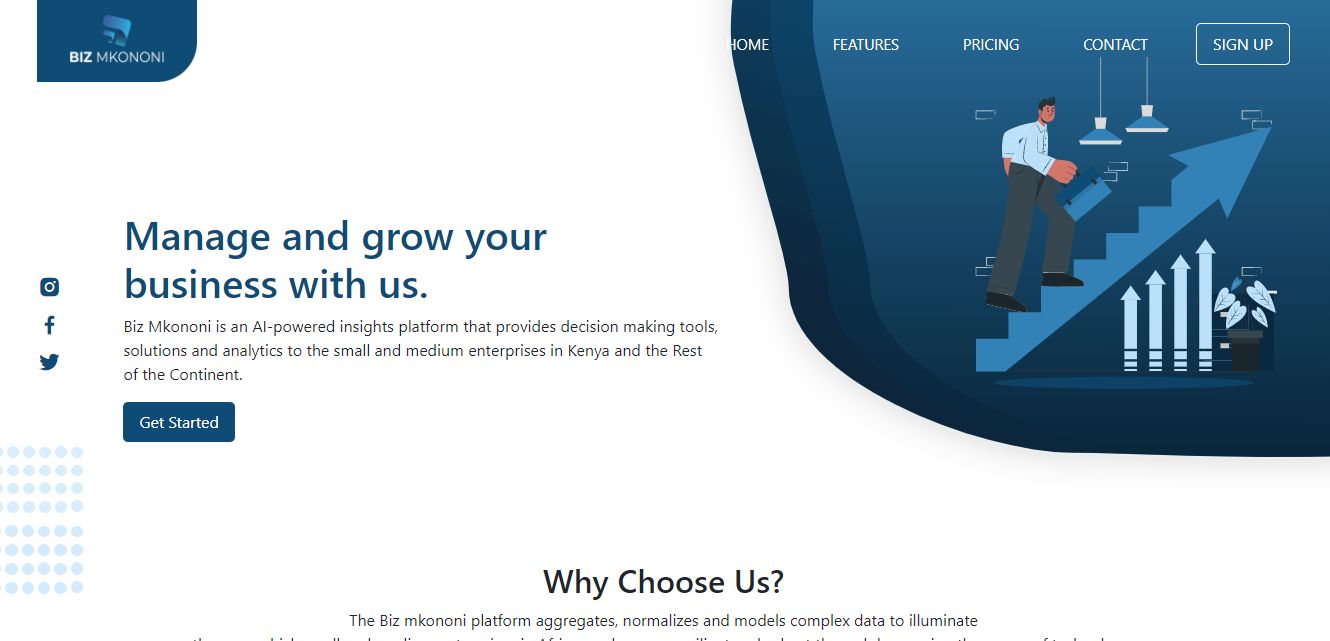 BIZ MKONONI
HOME
FEATURES
PRICING
CONTACT
SIGN UP
Manage and grow your
business with us.
Biz Mkononi is an AI-powered insights platform that provides decision making tools,
solutions and analytics to the small and medium enterprises in Kenya and the Rest
of the Continent.
Get Started
Why Choose Us?
The Biz mkononi platform aggregates, normalizes and models complex data to illuminate